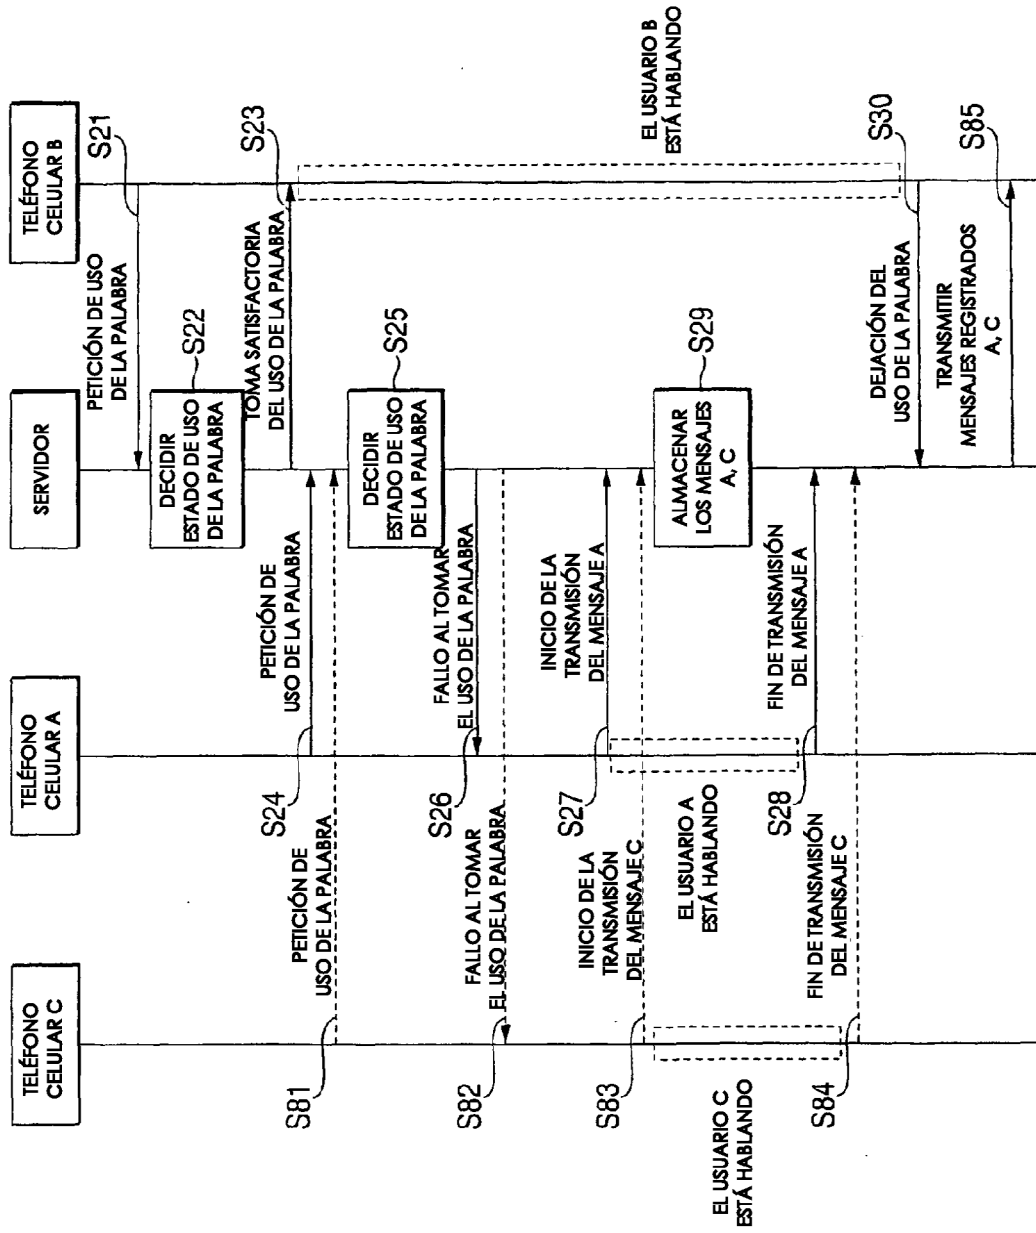 TELÉFONO
CELULAR C
TELÉFONO
CELULAR A
SERVIDOR
TELÉFONO
CELULAR B
PETICIÓN DE USO
DE LA PALABRA
S21
DECIDIR
ESTADO DE USO
DE LA PALABRA
S22
TOMA SATISFACTORIA
DEL USO DE LA PALABRA
S23
S24
PETICIÓN DE
USO DE LA PALABRA
S81
PETICIÓN DE
USO DE LA PALABRA
DECIDIR
ESTADO DE USO
DE LA PALABRA
S25
S26
FALLO AL TOMAR
EL USO DE LA PALABRA
S82
FALLO AL TOMAR
EL USO DE LA PALABRA
S27
INICIO DE LA
TRANSMISIÓN
DEL MENSAJE A
S83
INICIO DE LA
TRANSMISIÓN
DEL MENSAJE C
EL USUARIO B
ESTÁ HABLANDO
ALMACENAR
LOS MENSAJES
A, C
S29
EL USUARIO A
ESTÁ HABLANDO
EL USUARIO C
ESTÁ HABLANDO
S28
FIN DE TRANSMISIÓN
DEL MENSAJE A
S84
FIN DE TRANSMISIÓN
DEL MENSAJE C
DEJACIÓN DEL
USO DE LA PALABRA
S30
TRANSMITIR
MENSAJES REGISTRADOS
A, C
S85